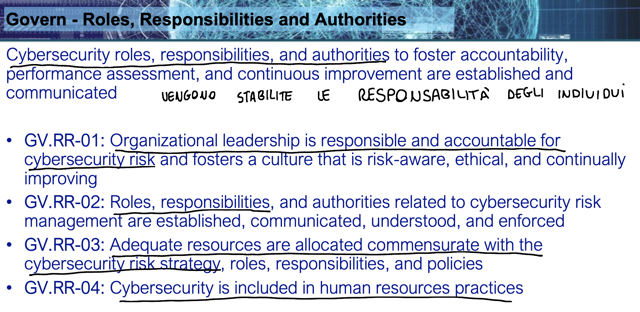 Govern - Roles, Responsibilities and Authorities
Cybersecurity roles, responsibilities, and authorities to foster accountability,
performance assessment, and continuous improvement are established and
communicated VENGONO STABILITE LE RESPONSABILITÀ DEGLI INDIVIDUI
• GV.RR-01: Organizational leadership is responsible and accountable for
cybersecurity risk and fosters a culture that is risk-aware, ethical, and continually
improving
• GV.RR-02: Roles, responsibilities, and authorities related to cybersecurity risk
management are established, communicated, understood, and enforced
• GV.RR-03: Adequate resources are allocated commensurate with the
cybersecurity risk strategy, roles, responsibilities, and policies
• GV.RR-04: Cybersecurity is included in human resources practices